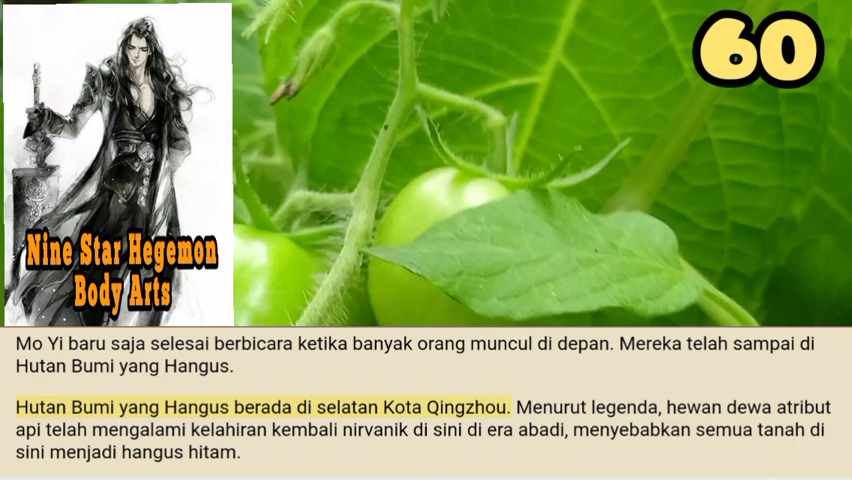 60
Nine Star Hegemon
Body Arts
Mo Yi baru saja selesai berbicara ketika banyak orang muncul di depan. Mereka telah sampai di
Hutan Bumi yang Hangus.
Hutan Bumi yang Hangus berada di selatan Kota Qingzhou. Menurut legenda, hewan dewa atribut
api telah mengalami kelahiran kembali nirvanik di sini di era abadi, menyebabkan semua tanah di
sini menjadi hangus hitam.